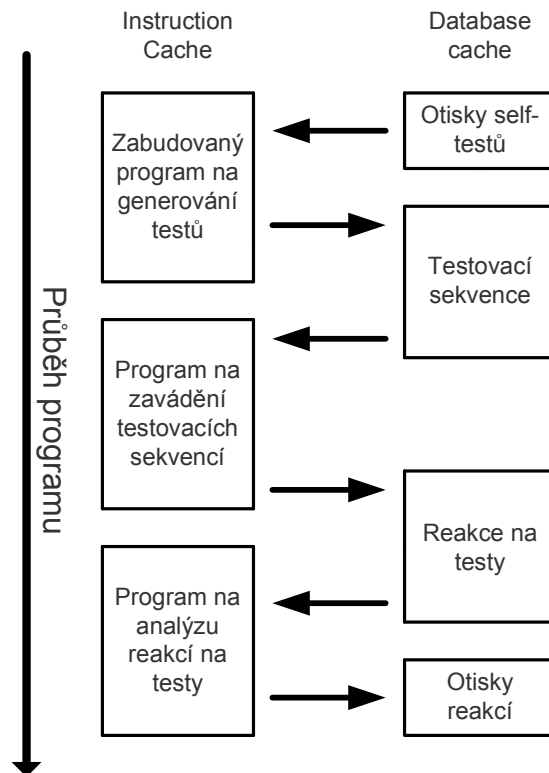 Instruction
Cache
Database
cache
Otisky self-
testů
Zabudovaný
program na
generování
testů
Testovací
sekvence
Průběh programu
Program na
zavádění
testovacích
sekvencí
Reakce na
testy
Program na
analýzu
reakcí na
testy
Otisky
reakcí